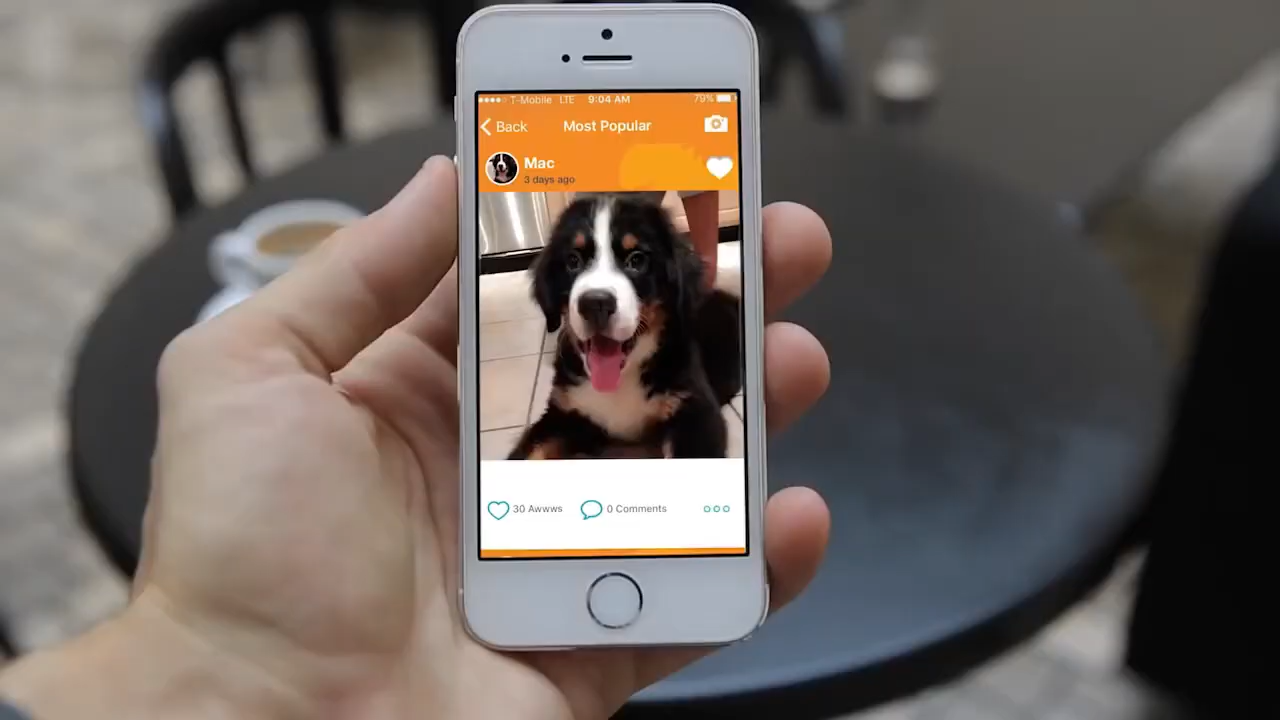 T-Mobile LTE 9:04 AM 79%
Back Most Popular
Mac
3 days ago
30 Awwws 0 Comments